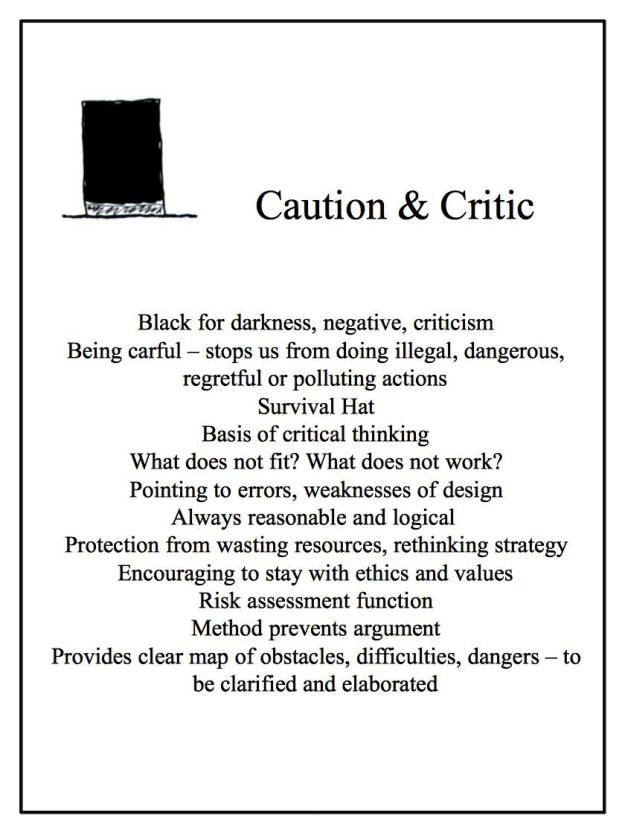 Caution & Critic
Black for darkness, negative, criticism
Being carful – stops us from doing illegal, dangerous,
regretful or polluting actions
Survival Hat
Basis of critical thinking
What does not fit? What does not work?
Pointing to errors, weaknesses of design
Always reasonable and logical
Protection from wasting resources, rethinking strategy
Encouraging to stay with ethics and values
Risk assessment function
Method prevents argument
Provides clear map of obstacles, difficulties, dangers – to
be clarified and elaborated